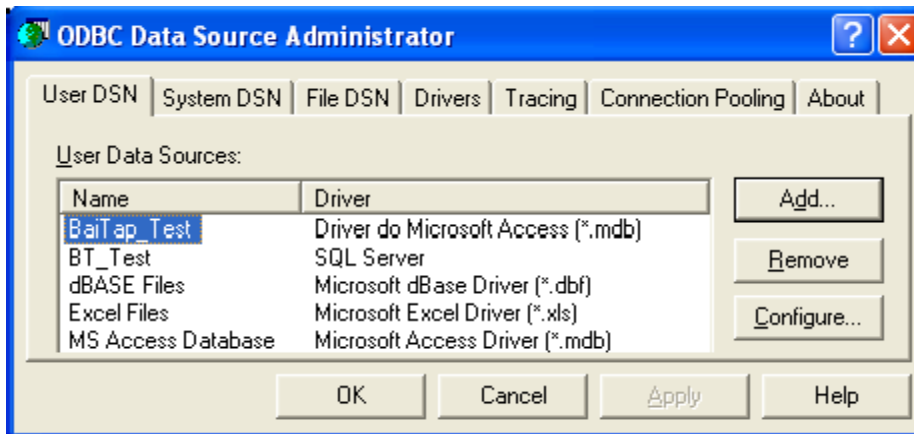 ODBC Data Source Administrator
User DSN System DSN File DSN Drivers Tracing Connection Pooling About
User Data Sources:
Name Driver
BaiTap_Test Driver do Microsoft Access (*.mdb)
BT_Test SQL Server
dBASE Files Microsoft dBase Driver (*.dbf)
Excel Files Microsoft Excel Driver (*.xls)
MS Access Database Microsoft Access Driver (*.mdb)
Add...
Remove
Configure...
OK Cancel Apply Help